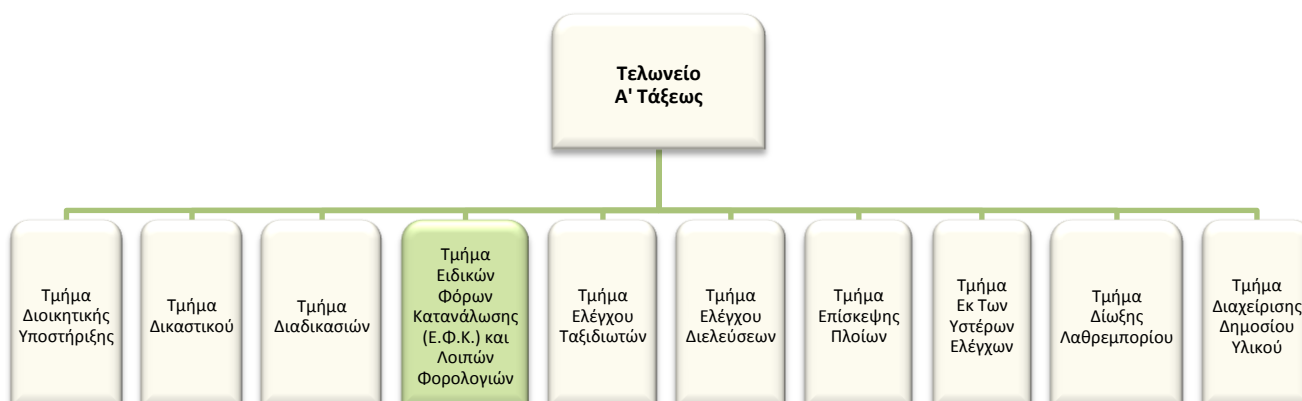 Τελωνείο
Α' Τάξεως
Τμήμα
Διοικητικής
Υποστήριξης
Τμήμα
Δικαστικού
Τμήμα
Διαδικασιών
Τμήμα
Ειδικών
Φόρων
Κατανάλωσης
(Ε.Φ.Κ.) και
Λοιπών
Φορολογιών
Τμήμα
Ελέγχου
Ταξιδιωτών
Τμήμα
Ελέγχου
Διελεύσεων
Τμήμα
Επίσκεψης
Πλοίων
Τμήμα
Εκ Των
Υστέρων
Ελέγχων
Τμήμα
Δίωξης
Λαθρεμπορίου
Τμήμα
Διαχείρισης
Δημοσίου
Υλικού